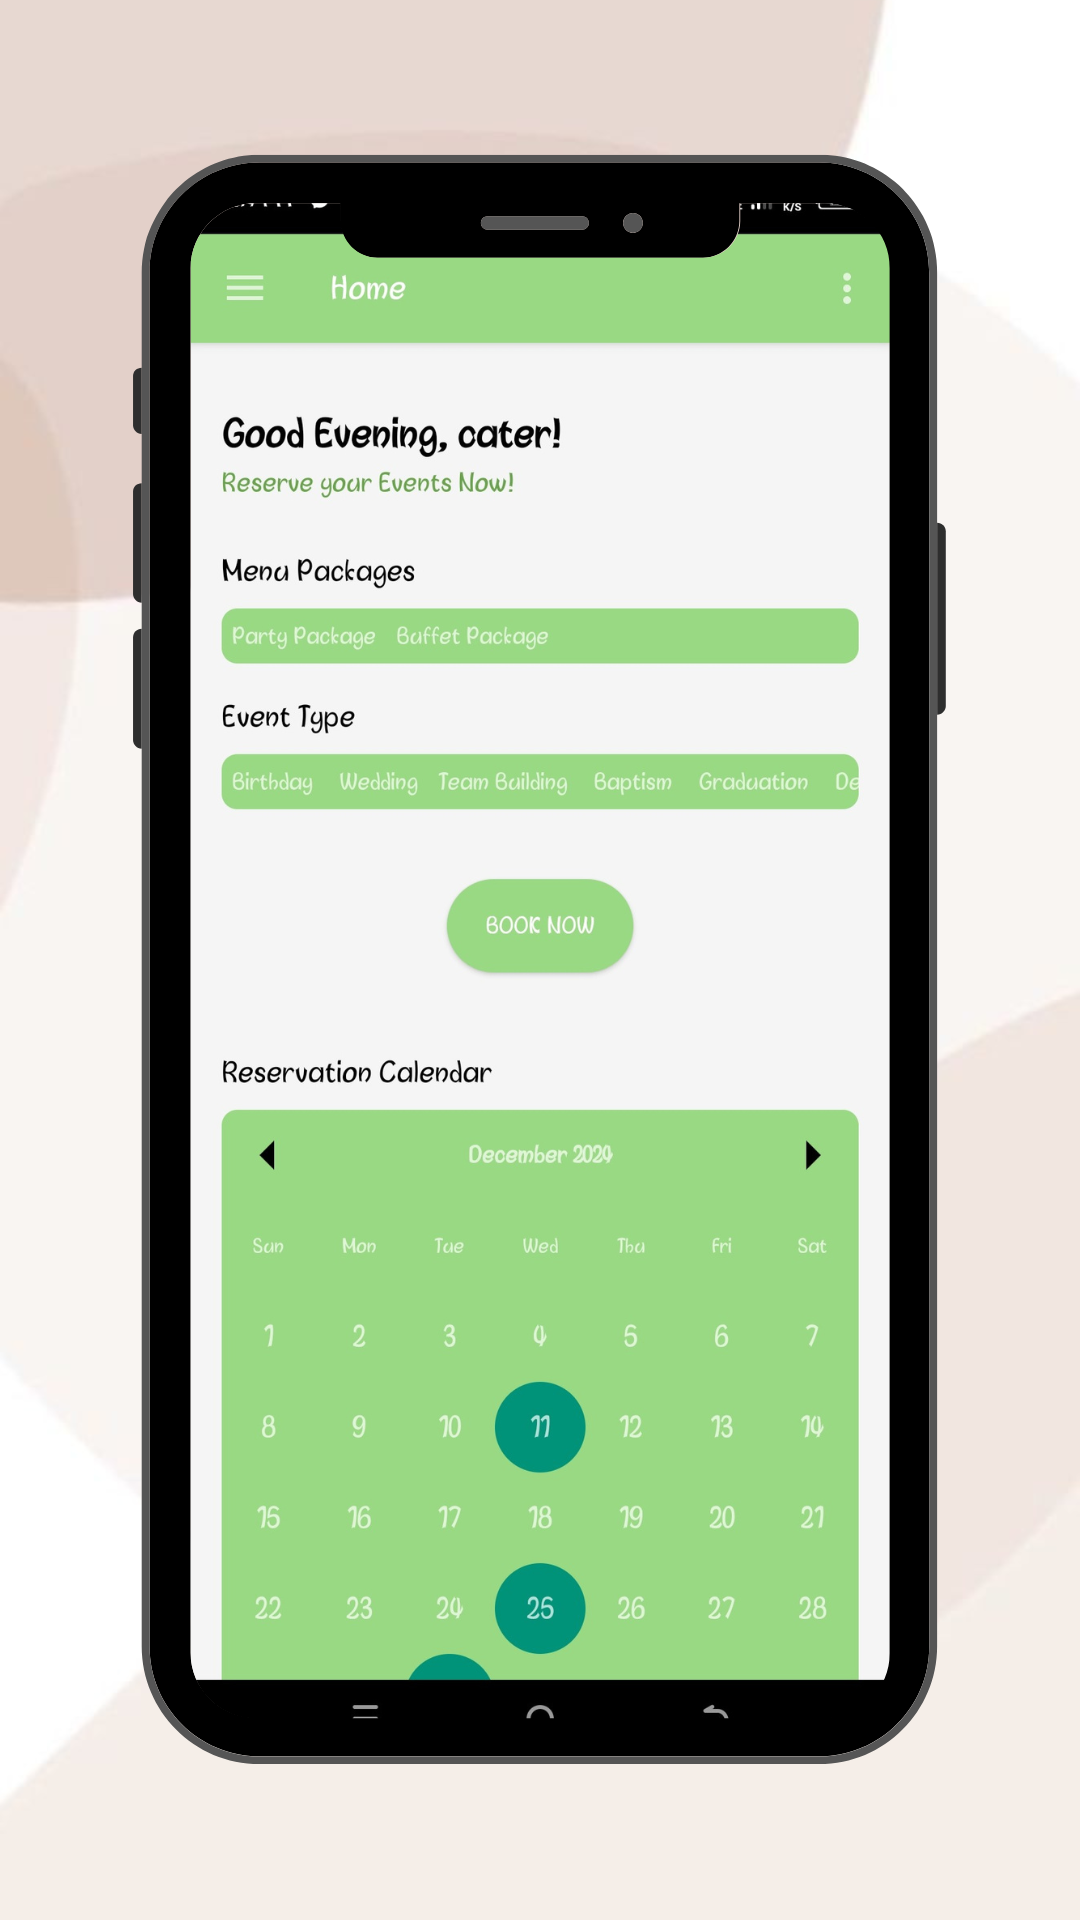 K/S
Home
Good Evening, cater!
Reserve your Events Now!
Menu Packages
Party Package Buffet Package
Event Type
Birthday Wedding Team Building Baptism Graduation De
BOOK NOW
Reservation Calendar
December 2024
Sun Mon Tue Wed Thu Fri Sat
1 2 3 4 5 6 7
8 9 10 11 12 13 14
15 16 17 18 19 20 21
22 23 24 25 26 27 28